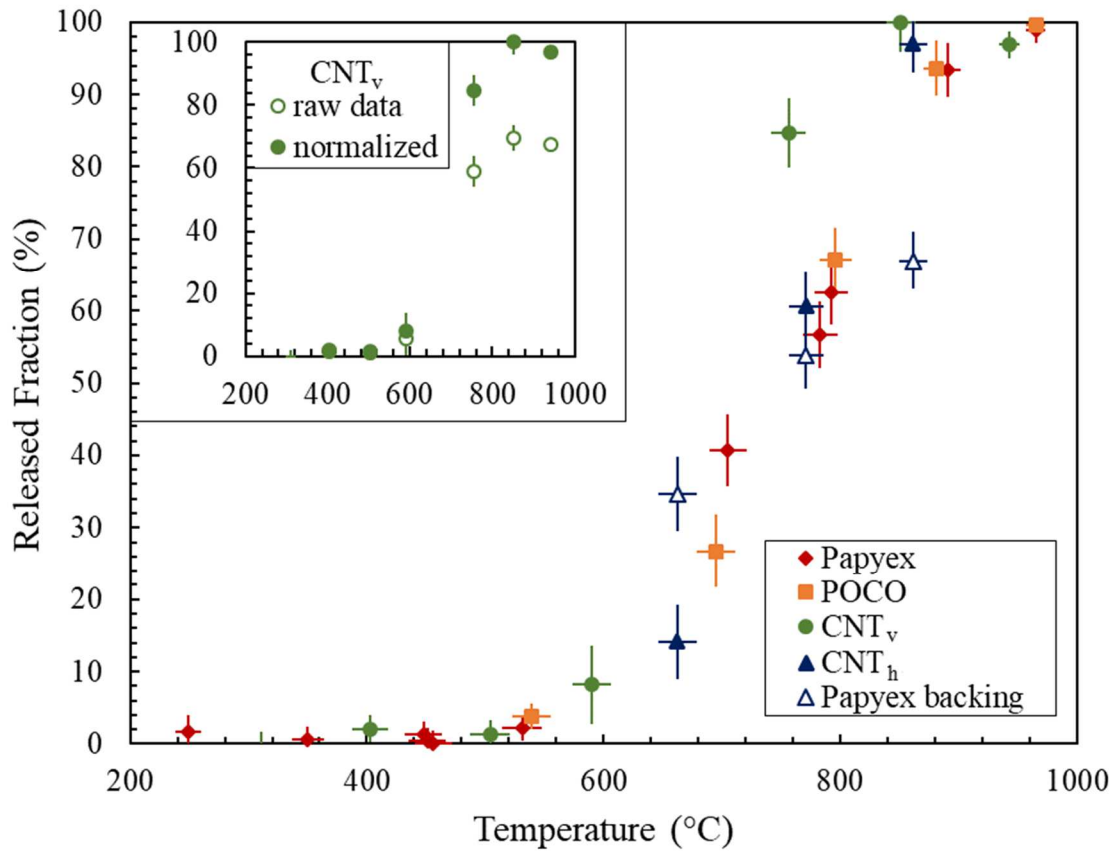 100
90
80
70
60
50
40
30
20
10
0
Released Fraction (%)
100
80
60
40
20
0
CNTv
raw data
normalized
200 400 600 800 1000
Papyex
POCO
CNTv
CNTh
Papyex backing
200 400 600 800 1000
Temperature (°C)